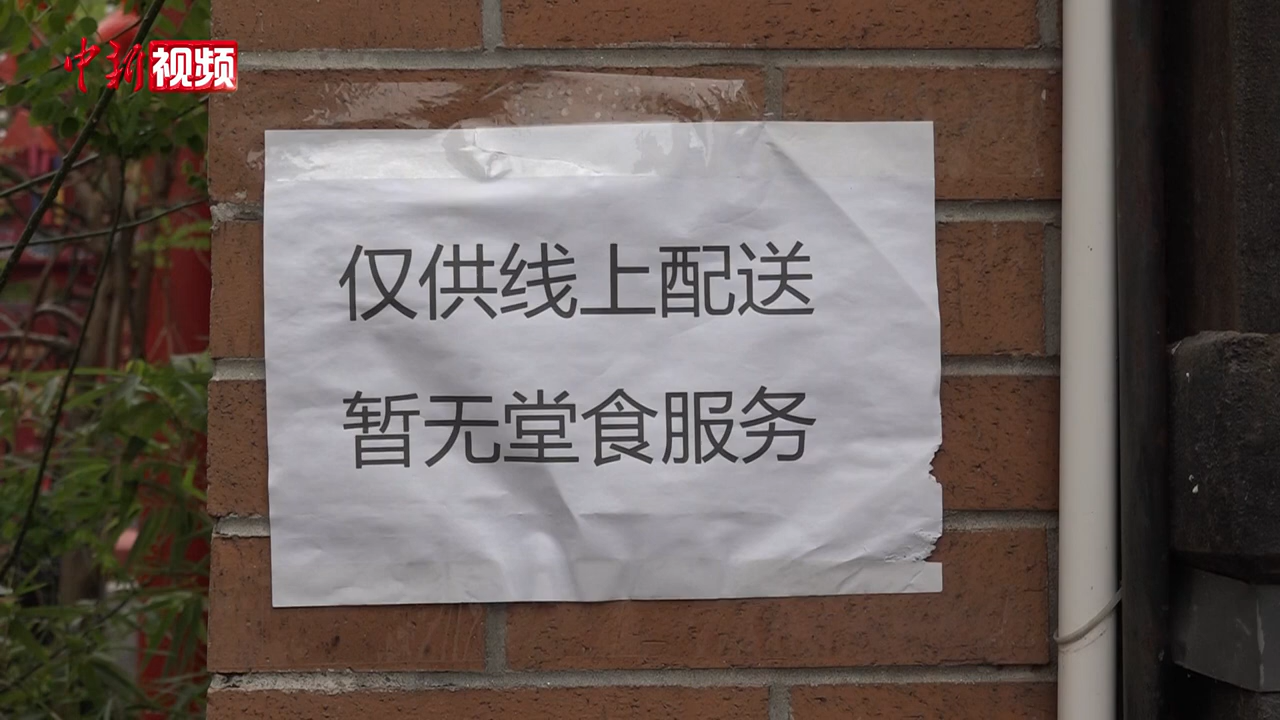 中新视频
仅供线上配送
暂无堂食服务